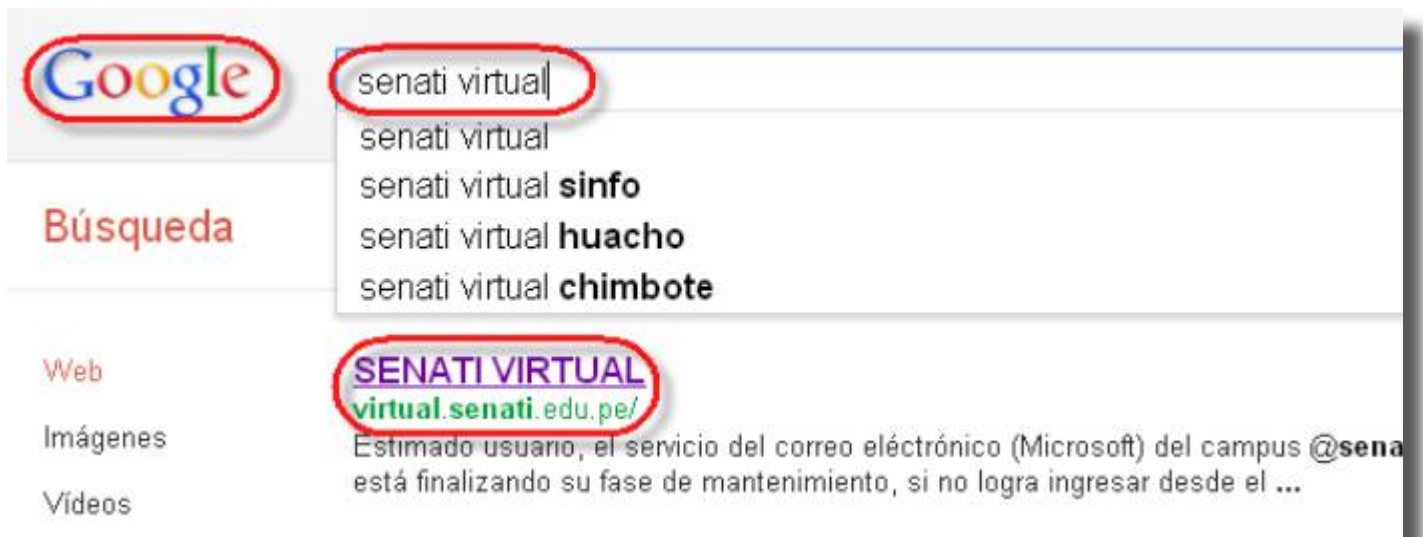 Google
senati virtual
senati virtual
senati virtual sinfo
senati virtual huacho
senati virtual chimbote
Búsqueda
Web
Imágenes
Vídeos
SENATI VIRTUAL
virtual.senati.edu.pe/
Estimado usuario, el servicio del correo eléctrónico (Microsoft) del campus @sena
está finalizando su fase de mantenimiento, si no logra ingresar desde el ...